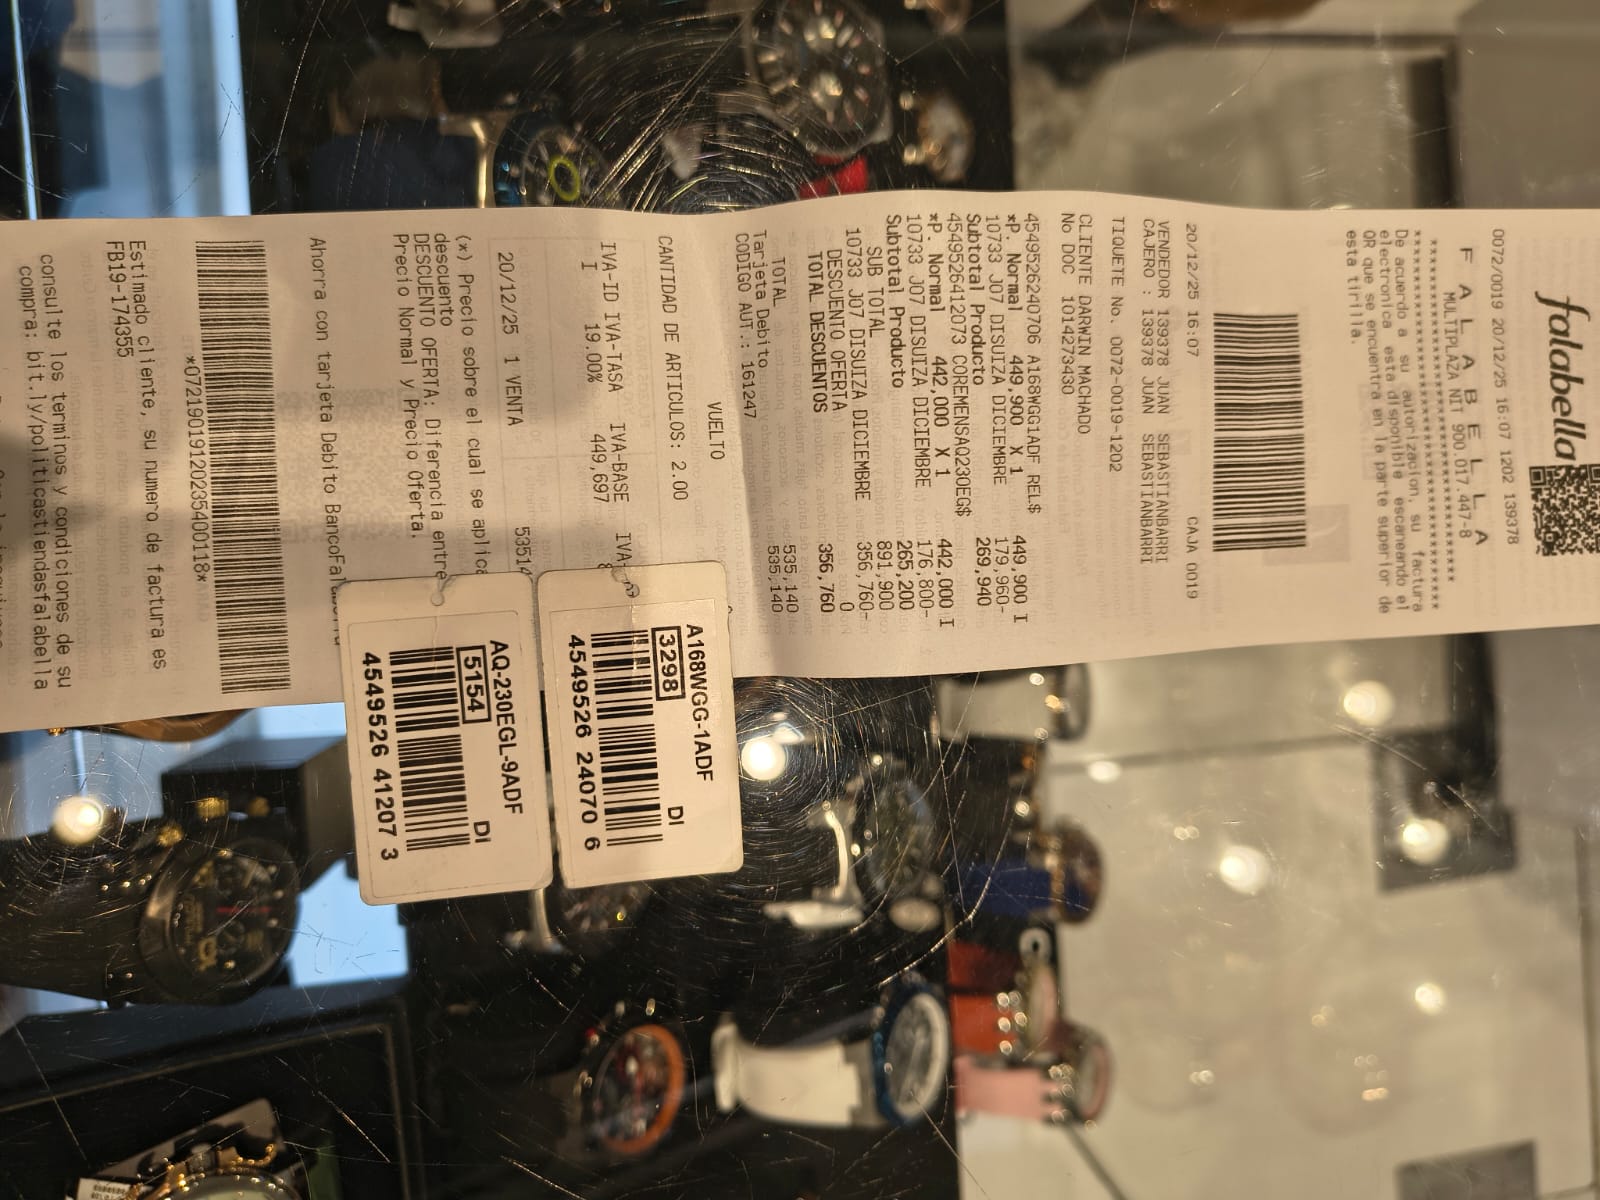 falabella
0072/0019 20/12/25 16:07 1202 139378
F A L A B E L L A
MULTIPLAZA NIT 900.017.447-8
De acuerdo a su autorizacion, su factura
electronica esta disponible escaneando el
QR que se encuentra en la parte superior de
esta tirilla.
20/12/25 16:07 CAJA 0019
VENDEDOR 139378 JUAN SEBASTIANBARRI
CAJERO : 139378 JUAN SEBASTIANBARRI
TIQUETE No. 0072-0019-1202
CLIENTE DARWIN MACHADO
No DOC 1014273430
4549526240706 A168WGG1ADF REL$
*P. Normal 449,900 X 1 449,900 I
10733 J07 DISUIZA DICIEMBRE 179,960-
Subtotal Producto 269,940
4549526412073 COREMENSAQ230EG$
*P. Normal 442,000 X 1 442,000 I
10733 J07 DISUIZA DICIEMBRE 176,800-
Subtotal Producto 265,200
SUB TOTAL 891,900
10733 J07 DISUIZA DICIEMBRE 356,760-
DESCUENTO OFERTA 0
TOTAL DESCUENTOS 356,760
TOTAL 535,140
Tarjeta Debito 535,140
CODIGO AUT.: 161247
VUELTO
CANTIDAD DE ARTICULOS: 2.00
IVA-ID IVA-TASA IVA-BASE IVA-
I 19.00% 449,697
20/12/25 1 VENTA 53514
(*) Precio sobre el cual se aplica
descuento
DESCUENTO OFERTA: Diferencia entre
Precio Normal y Precio Oferta.
Ahorra con tarjeta Debito BancoFa
*072190191202235400118*
Estimado cliente, su numero de factura es
FB19-174355
consulte los terminos y condiciones de su
compra: bit.ly/politicastiendasfalabella
A168WGG-1ADF
3298 DI
4549526 24070 6
AQ-230EGL-9ADF
5154 DI
4549526 41207 3